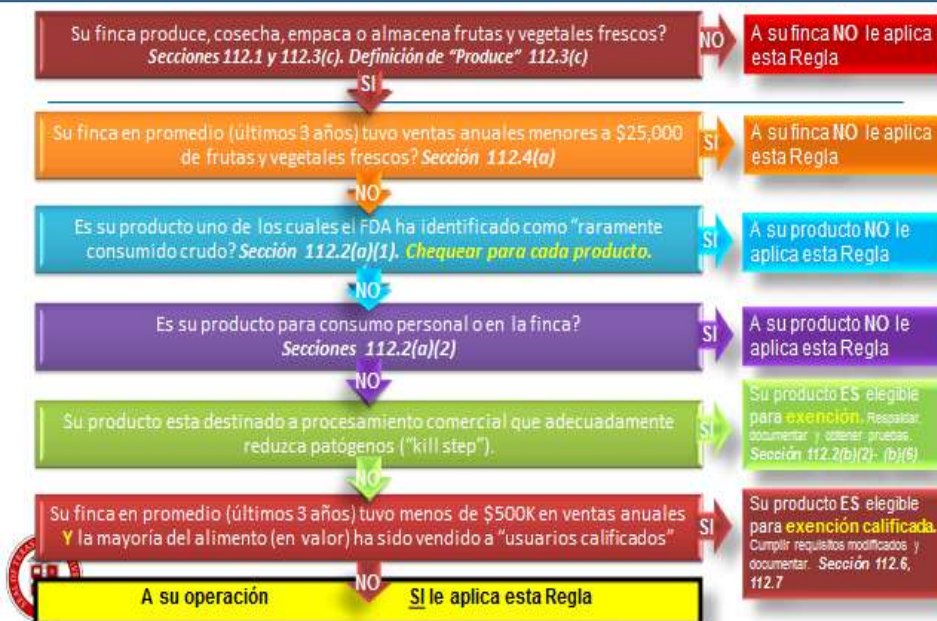 Su finca produce, cosecha, empaca o almacena frutas y vegetales frescos?
Secciones 112.1 y 112.3(c). Definición de “Produce” 112.3(c)
NO
A su finca NO le aplica
esta Regla
SI
Su finca en promedio (últimos 3 años) tuvo ventas anuales menores a $25,000
de frutas y vegetales frescos? Sección 112.4(a)
SI
A su finca NO le aplica
esta Regla
NO
Es su producto uno de los cuales el FDA ha identificado como “raramente
consumido crudo? Sección 112.2(a)(1). Chequear para cada producto.
SI
A su producto NO le
aplica esta Regla
NO
Es su producto para consumo personal o en la finca?
Secciones 112.2(a)(2)
SI
A su producto NO le
aplica esta Regla
NO
Su producto esta destinado a procesamiento comercial que adecuadamente
reduzca patógenos (“kill step”).
SI
Su producto ES elegible
para exención. Respaldar,
documentar y obtener pruebas.
Sección 112.2(b)(2)- (b)(6)
NO
Su finca en promedio (últimos 3 años) tuvo menos de $500K en ventas anuales
Y la mayoría del alimento (en valor) ha sido vendido a “usuarios calificados”
SI
Su producto ES elegible
para exención calificada.
Cumplir requisitos modificados y
documentar. Sección 112.6,
112.7
NO
A su operación SI le aplica esta Regla